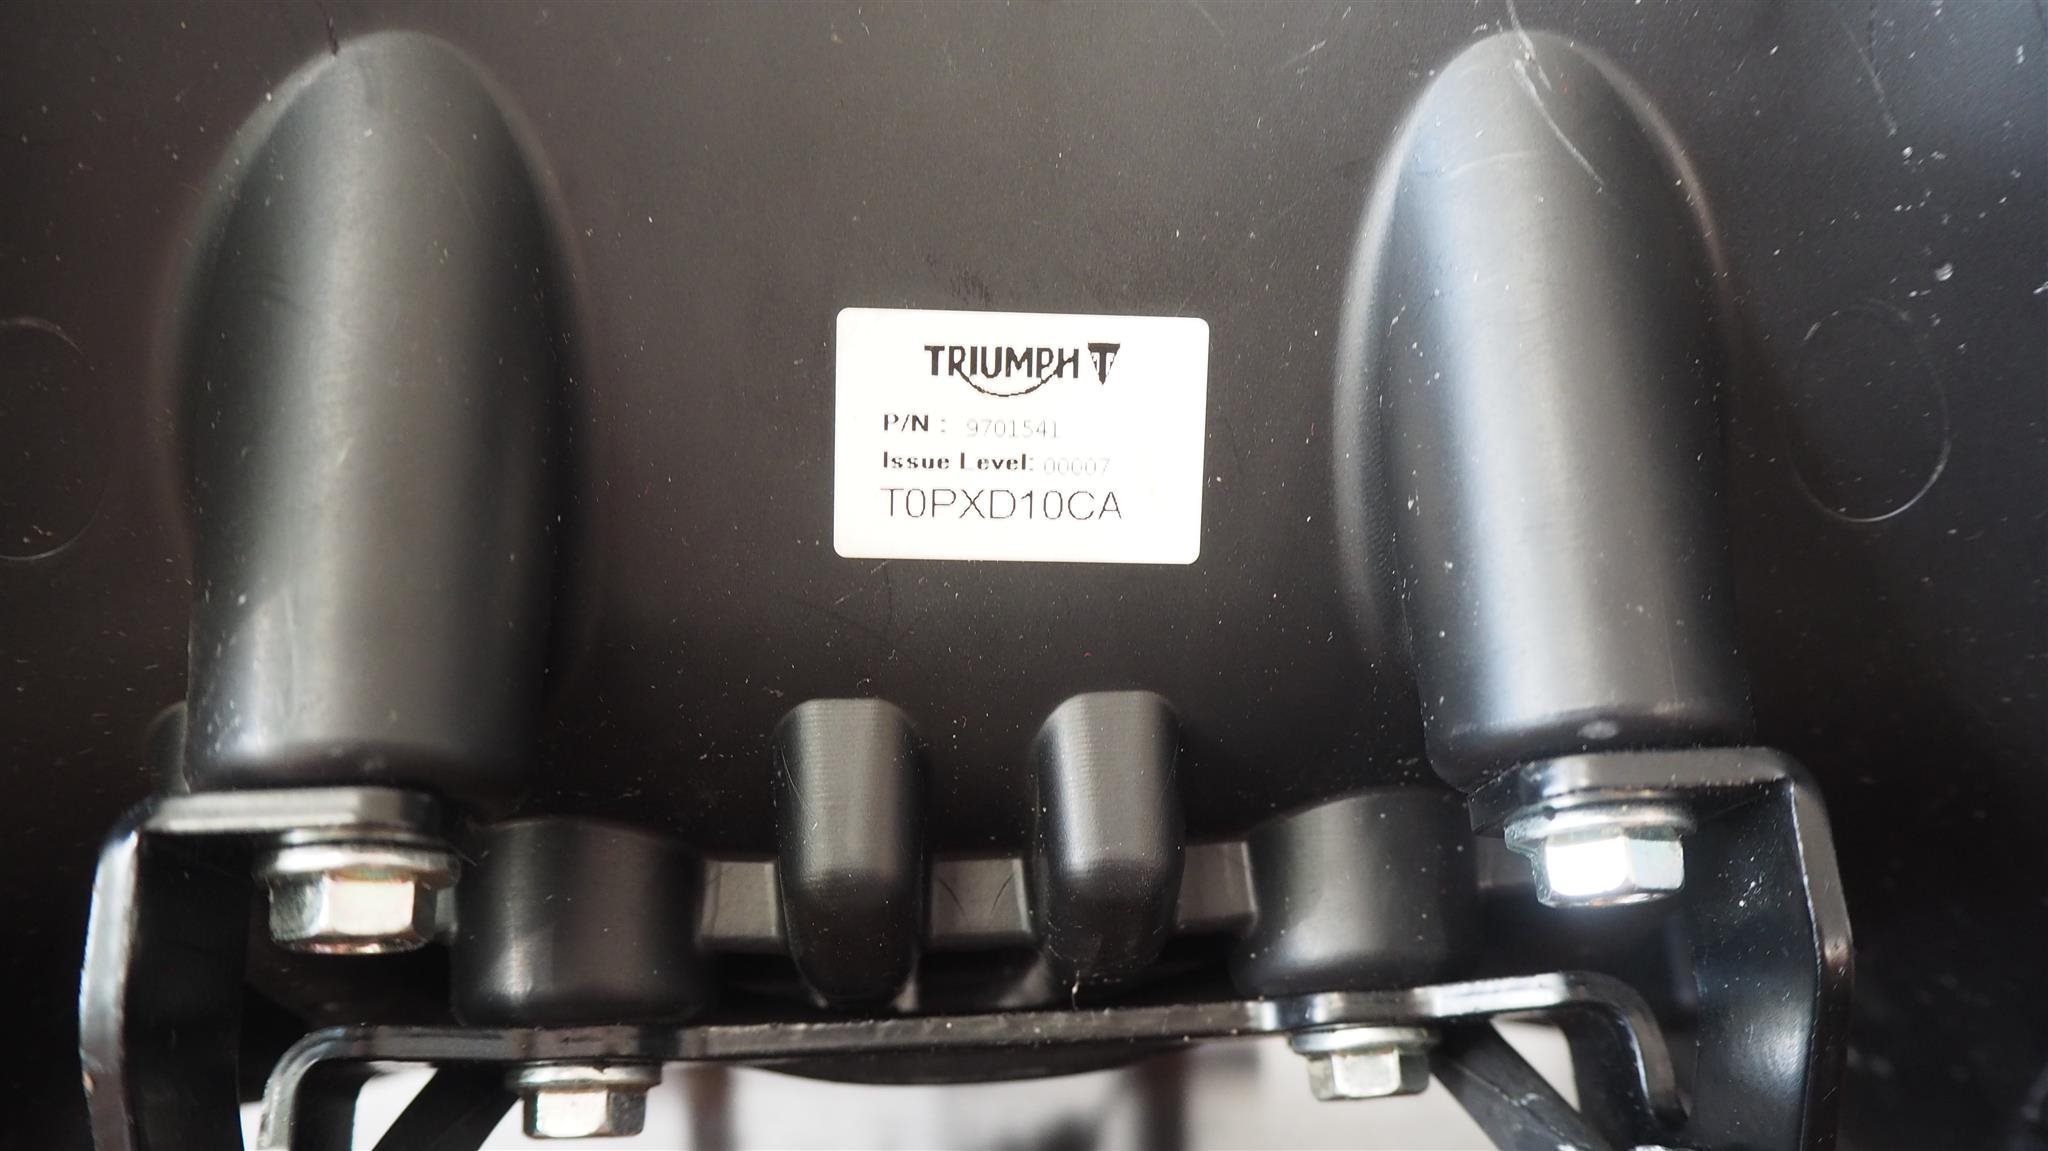 TRIUMPH
P/N : 9701541
Issue Level: 00007
T0PXD10CA